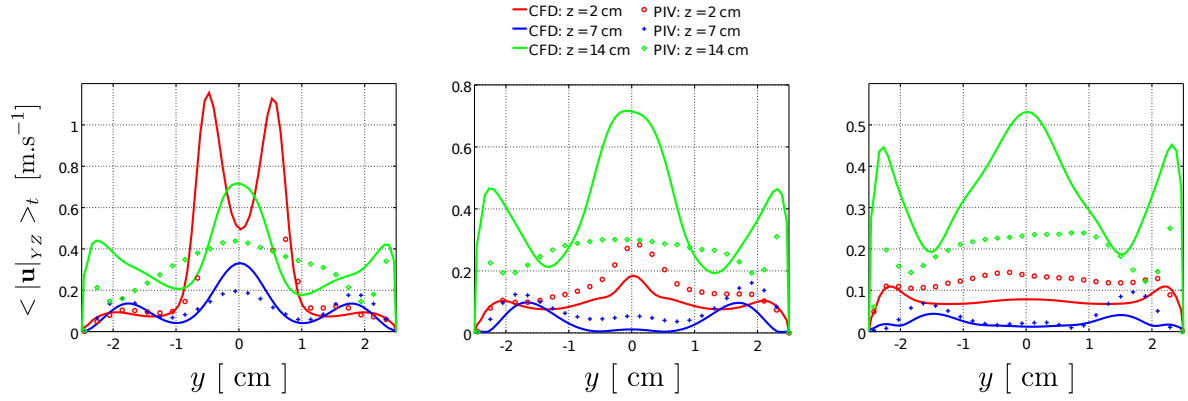 CFD: z = 2 cm PIV: z = 2 cm
CFD: z = 7 cm PIV: z = 7 cm
CFD: z = 14 cm PIV: z = 14 cm
< |u|_{YZ} >_t [m.s^{-1}]
1
0.8
0.6
0.4
0.2
0
-2 -1 0 1 2
y [ cm ]
0.8
0.6
0.4
0.2
0
-2 -1 0 1 2
y [ cm ]
0.5
0.4
0.3
0.2
0.1
0
-2 -1 0 1 2
y [ cm ]